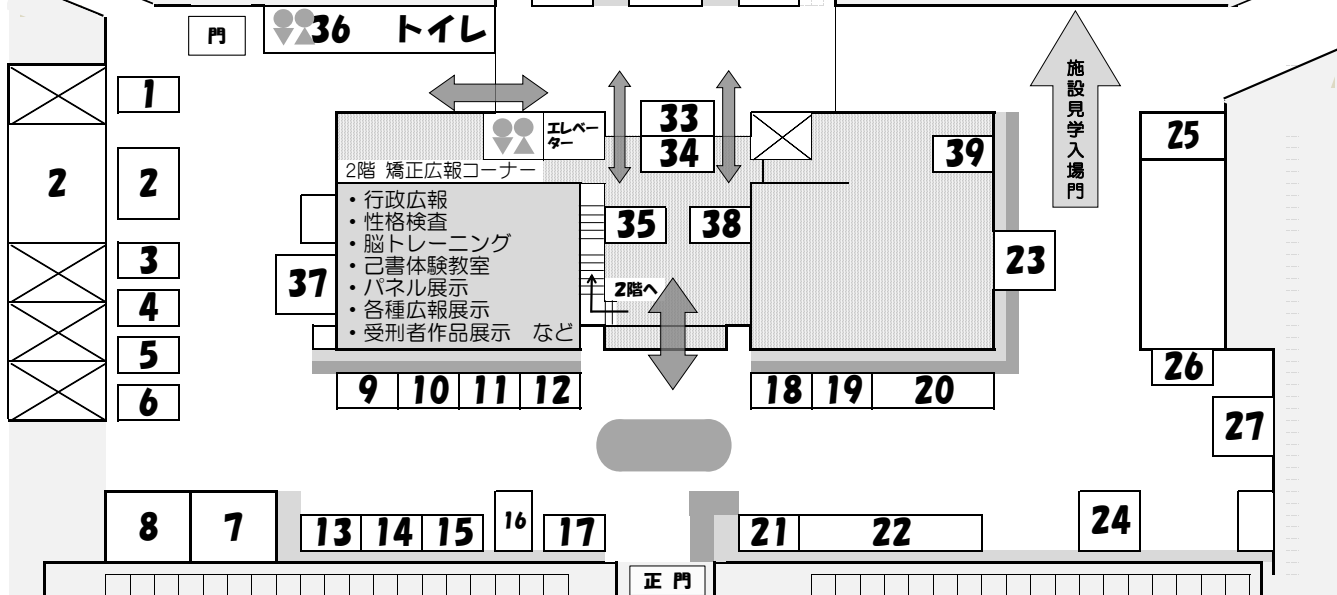 門
36 トイレ
施設見学入場門
1
2
2
3
4
5
6
エレベー
ター
33
34
39
25
2階 矯正広報コーナー
・行政広報
・性格検査
・脳トレーニング
・己書体験教室
・パネル展示
・各種広報展示
・受刑者作品展示 など
35
38
37
2階へ
23
26
27
9 10 11 12
18 19 20
8 7
13 14 15
16
17
21 22
24
正門